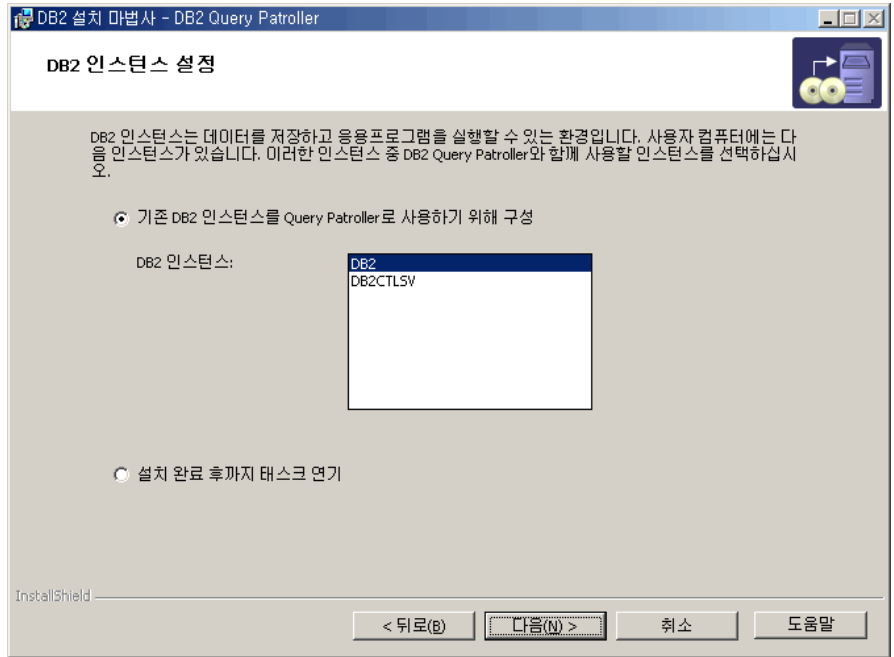 DB2 설치 마법사 - DB2 Query Patroller
DB2 인스턴스 설정
DB2 인스턴스는 데이터를 저장하고 응용프로그램을 실행할 수 있는 환경입니다. 사용자 컴퓨터에는 다
음 인스턴스가 있습니다. 이러한 인스턴스 중 DB2 Query Patroller와 함께 사용할 인스턴스를 선택하십시
오.
기존 DB2 인스턴스를 Query Patroller로 사용하기 위해 구성
DB2 인스턴스:
DB2
DB2CTLSV
설치 완료 후까지 태스크 연기
InstallShield
< 뒤로(B)
다음(N) >
취소
도움말